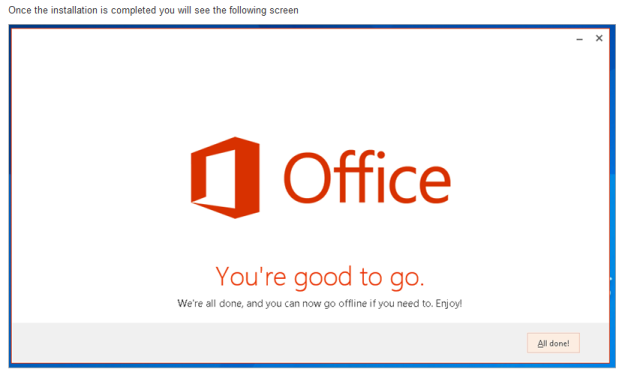 Once the installation is completed you will see the following screen
Office
You're good to go.
We're all done, and you can now go offline if you need to. Enjoy!
All done!